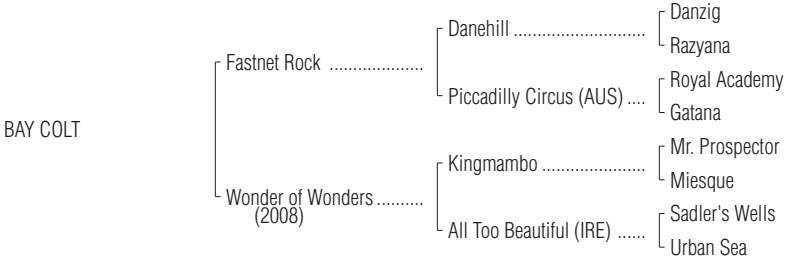 Danzig
Danehill ............................
Razyana
Fastnet Rock ....................
Royal Academy
Piccadilly Circus (AUS) ....
Gatana
BAY COLT
Mr. Prospector
Kingmambo ......................
Miesque
Wonder of Wonders ..........
(2008)
Sadler's Wells
All Too Beautiful (IRE) ......
Urban Sea